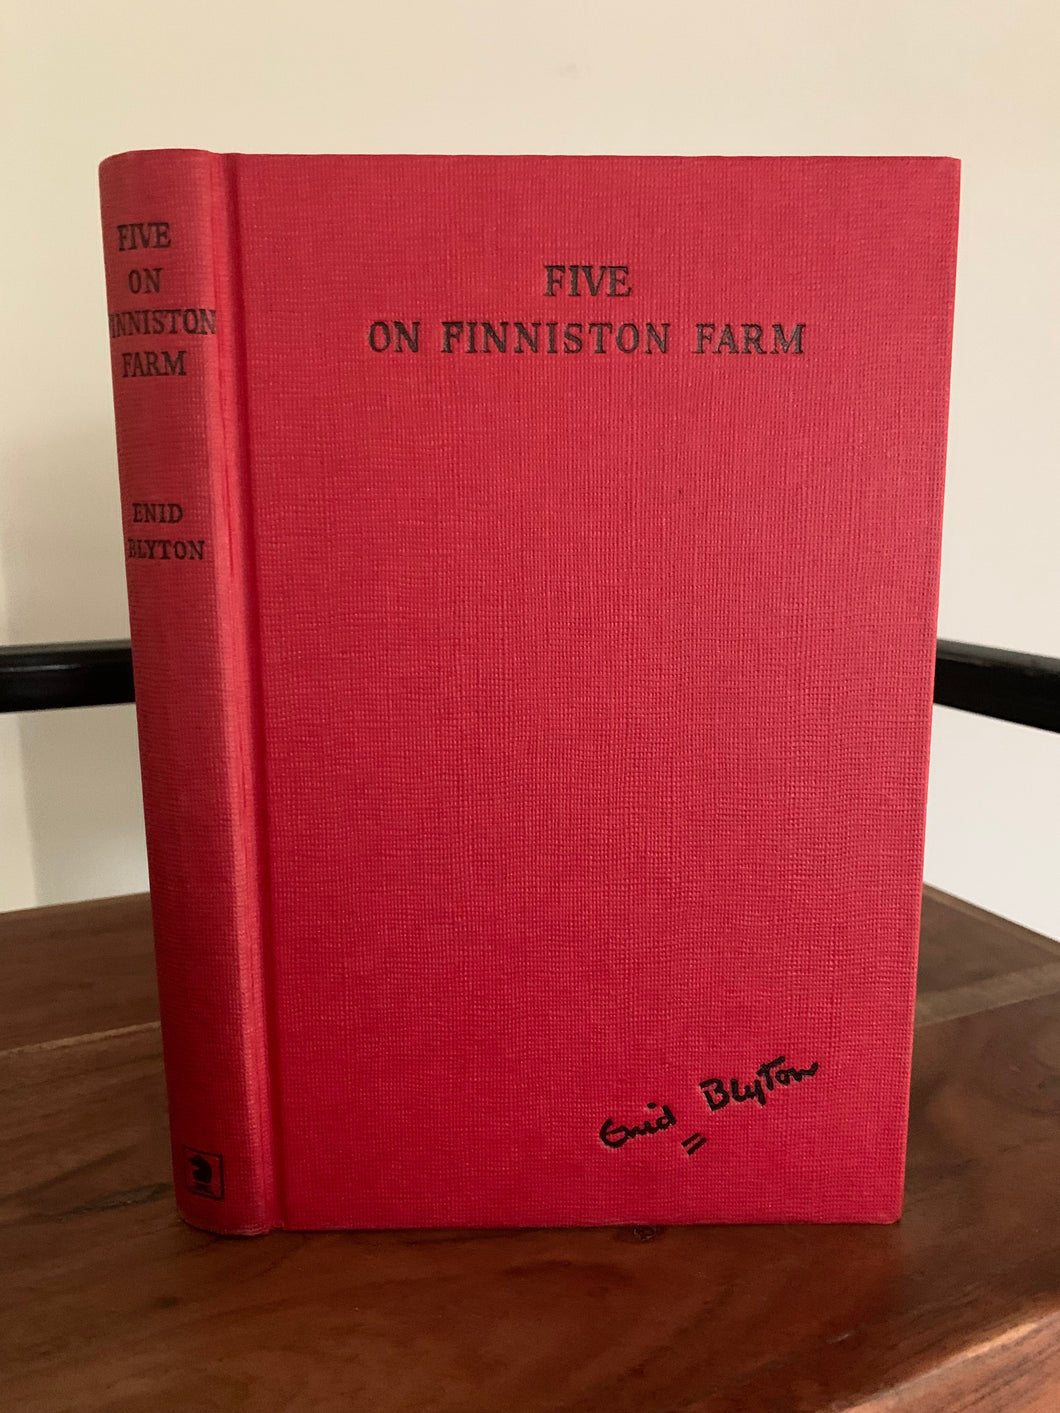 FIVE
ON
FINNISTON
FARM
ENID
BLYTON
FIVE
ON FINNISTON FARM
Enid Blyton